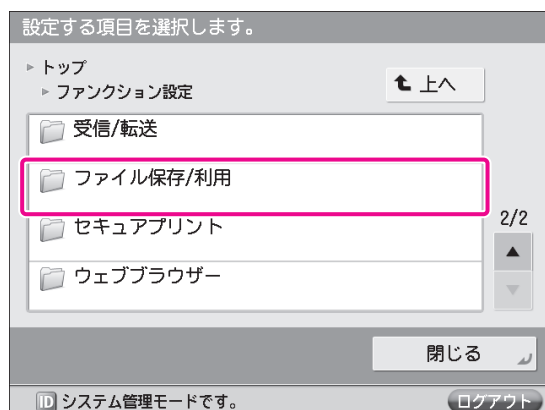 設定する項目を選択します。
トップ
ファンクション設定
上へ
受信/転送
ファイル保存/利用
セキュアプリント
ウェブブラウザー
2/2
閉じる
ID システム管理モードです。
ログアウト